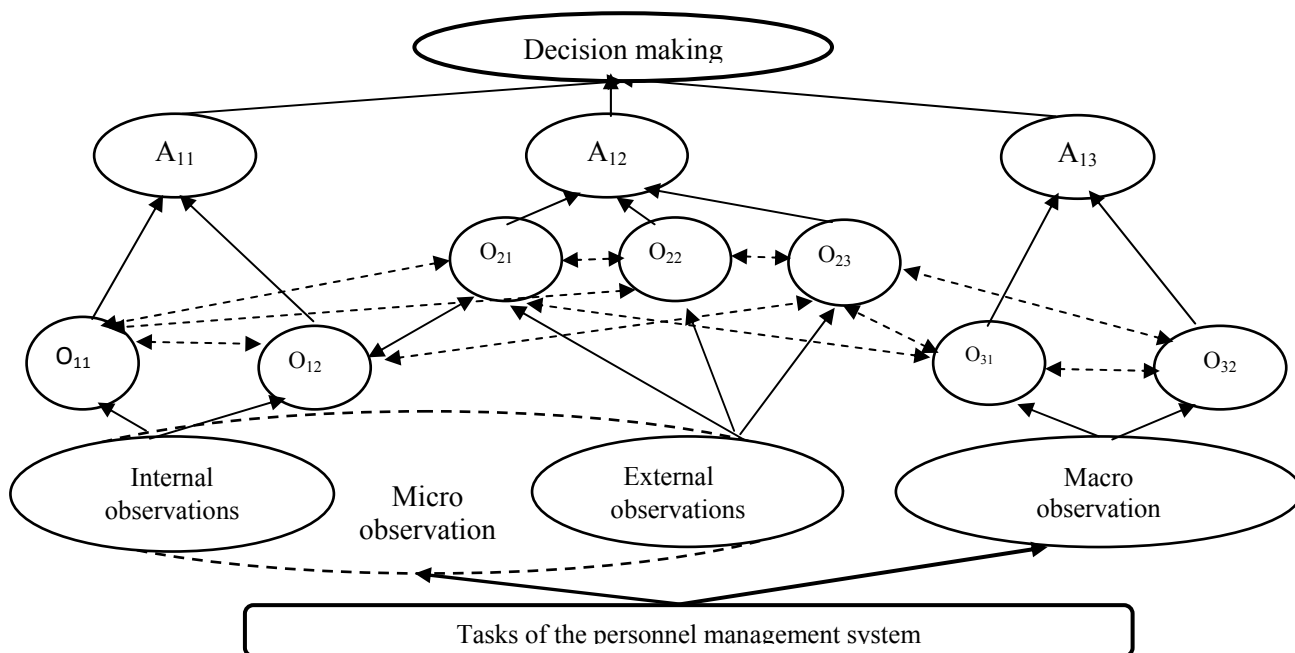 Decision making
A₁₁
A₁₂
A₁₃
O₂₁
O₂₂
O₂₃
O₁₁
O₁₂
O₃₁
O₃₂
Internal
observations
Micro
observation
External
observations
Macro
observation
Tasks of the personnel management system